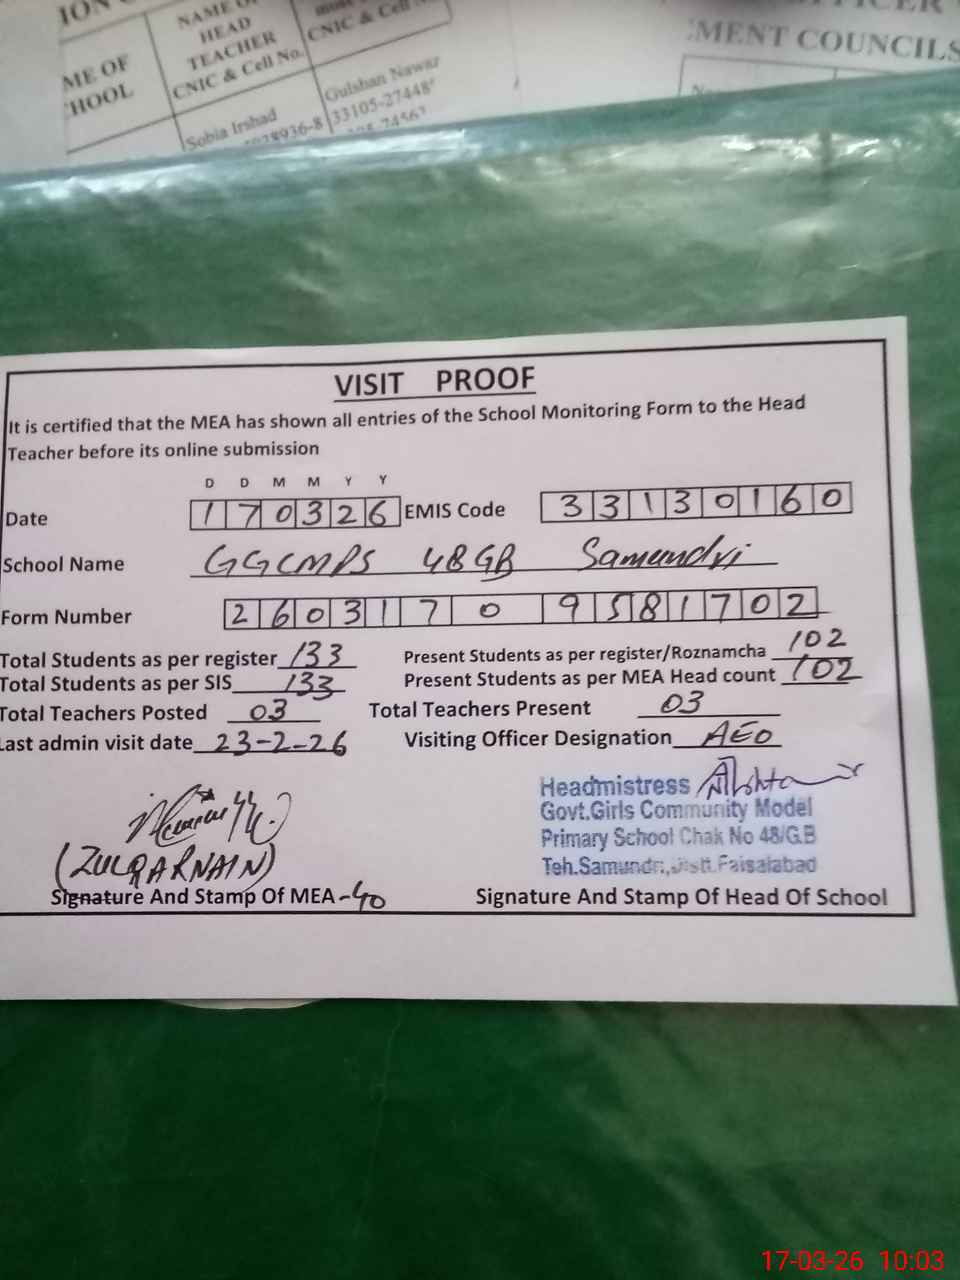 ION
NAME OF
HEAD
TEACHER
CNIC & Cell No.
CNIC & Cell
ME OF
HOOL
Sobia Irshad
78936-8
Gulshan Nawaz
33105-27448
MENT COUNCILS
VISIT PROOF
It is certified that the MEA has shown all entries of the School Monitoring Form to the Head
Teacher before its online submission
D D M M Y Y
Date 170326 EMIS Code 33130160
School Name GGCMPS 48GB Samundri
Form Number 2603170 9581702
Total Students as per register 133 Present Students as per register/Roznamcha 102
Total Students as per SIS 133 Present Students as per MEA Head count 102
Total Teachers Posted 03 Total Teachers Present 03
Last admin visit date 23-2-26 Visiting Officer Designation AEO
Headmistress
Govt.Girls Community Model
Primary School Chak No 48/G.B
Teh.Samundri,Distt.Faisalabad
(ZULQARNAIN)
Signature And Stamp Of MEA-40 Signature And Stamp Of Head Of School
17-03-26 10:03